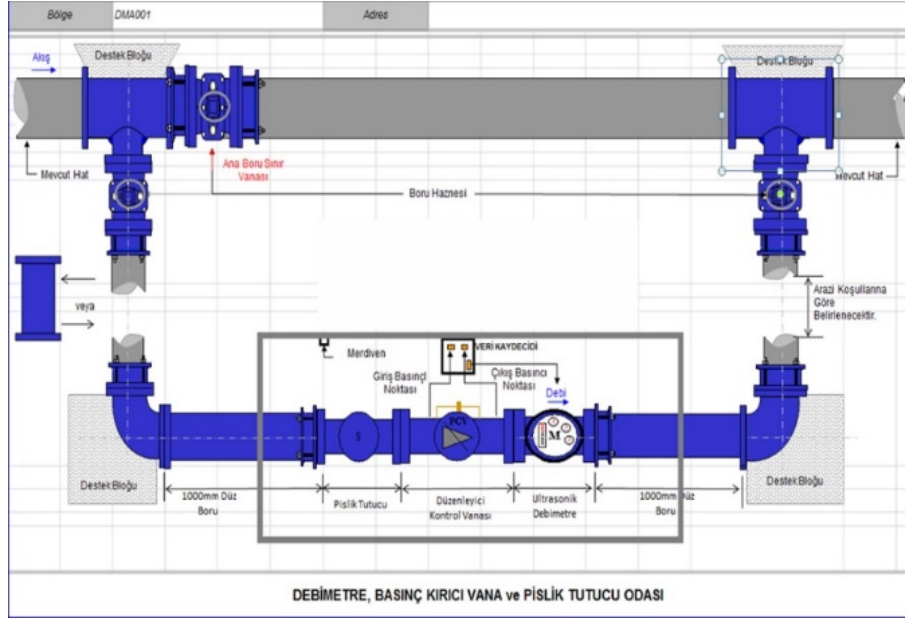 Bölge DMA001 Adres
Akış
Destek Bloğu
Destek Bloğu
Ana Boru Sınır
Vanası
Mevcut Hat
Boru Haznesi
Mevcut Hat
veya
Arazi Koşullarına
Göre
Belirlenecektir.
Merdiven
VERİ KAYDECİDİ
Giriş Basınçİ
Noktası
Çıkış Basıncı
Noktası
Debi
S
PCV
M
Destek Bloğu
1000mm Düz
Boru
Pislik Tutucu
Düzenleyici
Kontrol Vanası
Ultrasonik
Debimetre
1000mm Düz
Boru
Destek Bloğu
DEBİMETRE, BASINÇ KIRICI VANA ve PİSLİK TUTUCU ODASI